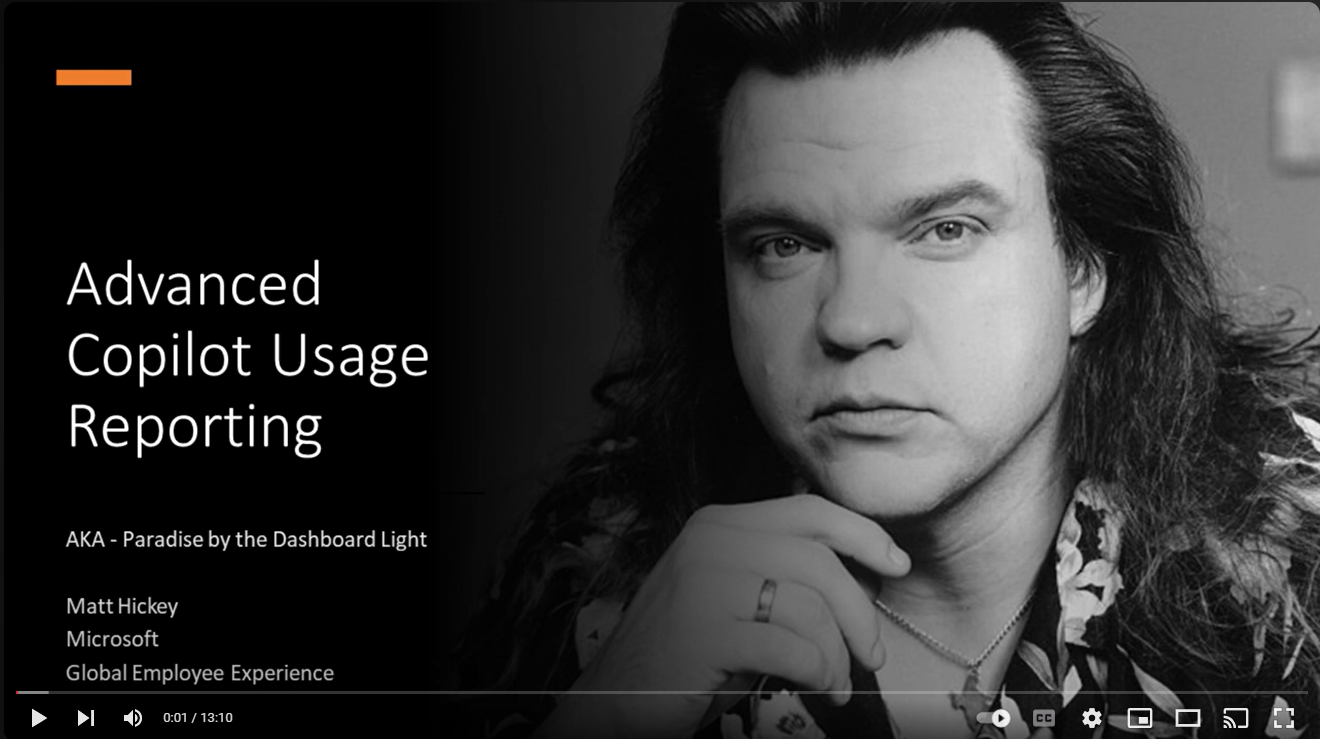 Advanced
Copilot Usage
Reporting
AKA - Paradise by the Dashboard Light
Matt Hickey
Microsoft
Global Employee Experience
0:01 / 13:10
CC